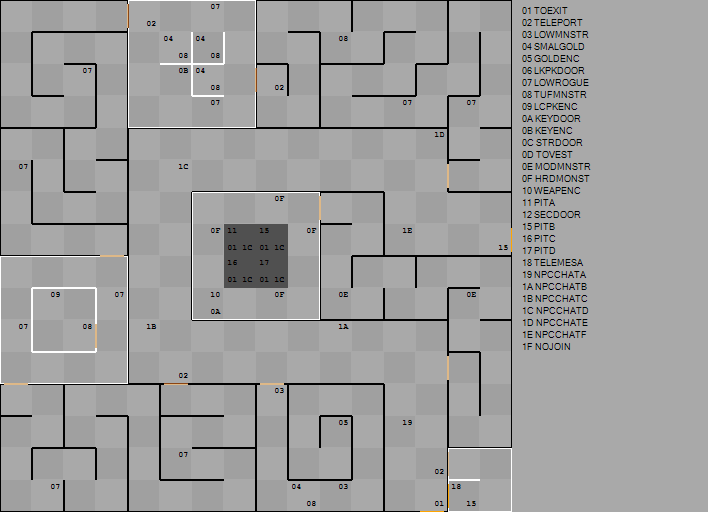 07
02
04 04
08
08 08
07 0B 04
02
08
07 07 07
1D
07 1C
0F
0F 11 15 0F 1E
01 1C 01 1C 15
16 17
01 1C 01 1C
09 07 10 0F 0E 0E
0A
07 08 1B 1A
02
03
05 19
07
02
07 04 03 18
08 01 15
01 TOEXIT
02 TELEPORT
03 LOWMNSTR
04 SMALGOLD
05 GOLDENC
06 LKPKDOOR
07 LOWROGUE
08 TUFMNSTR
09 LCPKENC
0A KEYDOOR
0B KEYENC
0C STRDOOR
0D TOVEST
0E MODMNSTR
0F HRDMONST
10 WEAPENC
11 PITA
12 SECDOOR
15 PITB
16 PITC
17 PITD
18 TELEMESA
19 NPCCHATA
1A NPCCHATB
1B NPCCHATC
1C NPCCHATD
1D NPCCHATE
1E NPCCHATF
1F NOJOIN